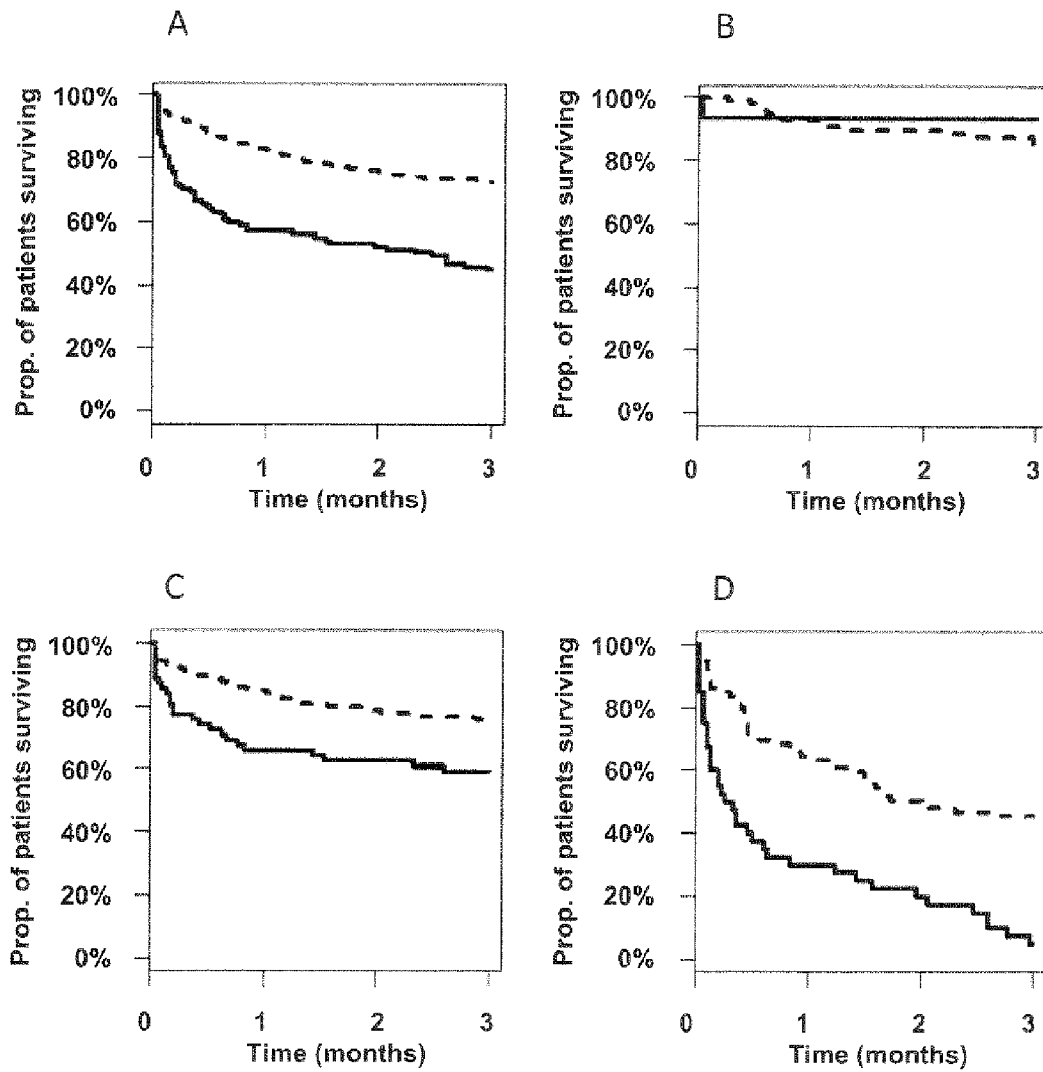 A
Prop. of patients surviving
100%
80%
60%
40%
20%
0%
0 1 2 3
Time (months)
B
Prop. of patients surviving
100%
80%
60%
40%
20%
0%
0 1 2 3
Time (months)
C
Prop. of patients surviving
100%
80%
60%
40%
20%
0%
0 1 2 3
Time (months)
D
Prop. of patients surviving
100%
80%
60%
40%
20%
0%
0 1 2 3
Time (months)